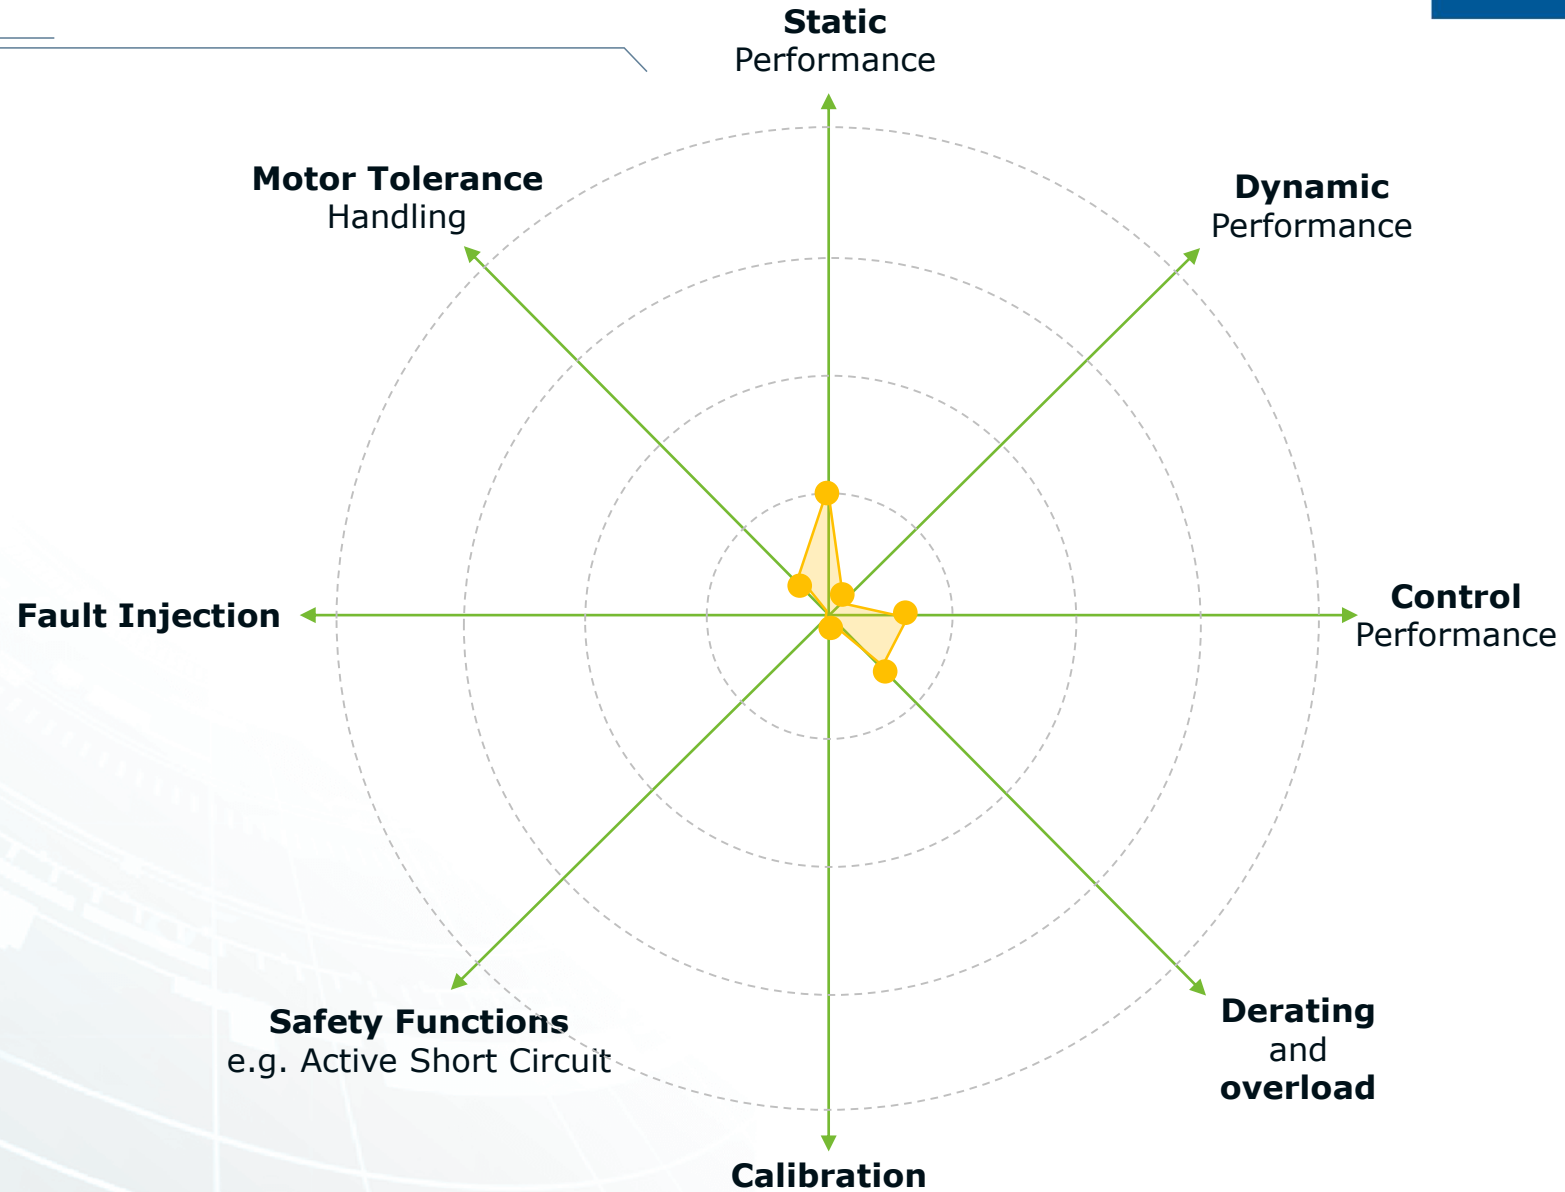 Static
Performance
Motor Tolerance
Handling
Dynamic
Performance
Fault Injection
Control
Performance
Safety Functions
e.g. Active Short Circuit
Derating
and
overload
Calibration